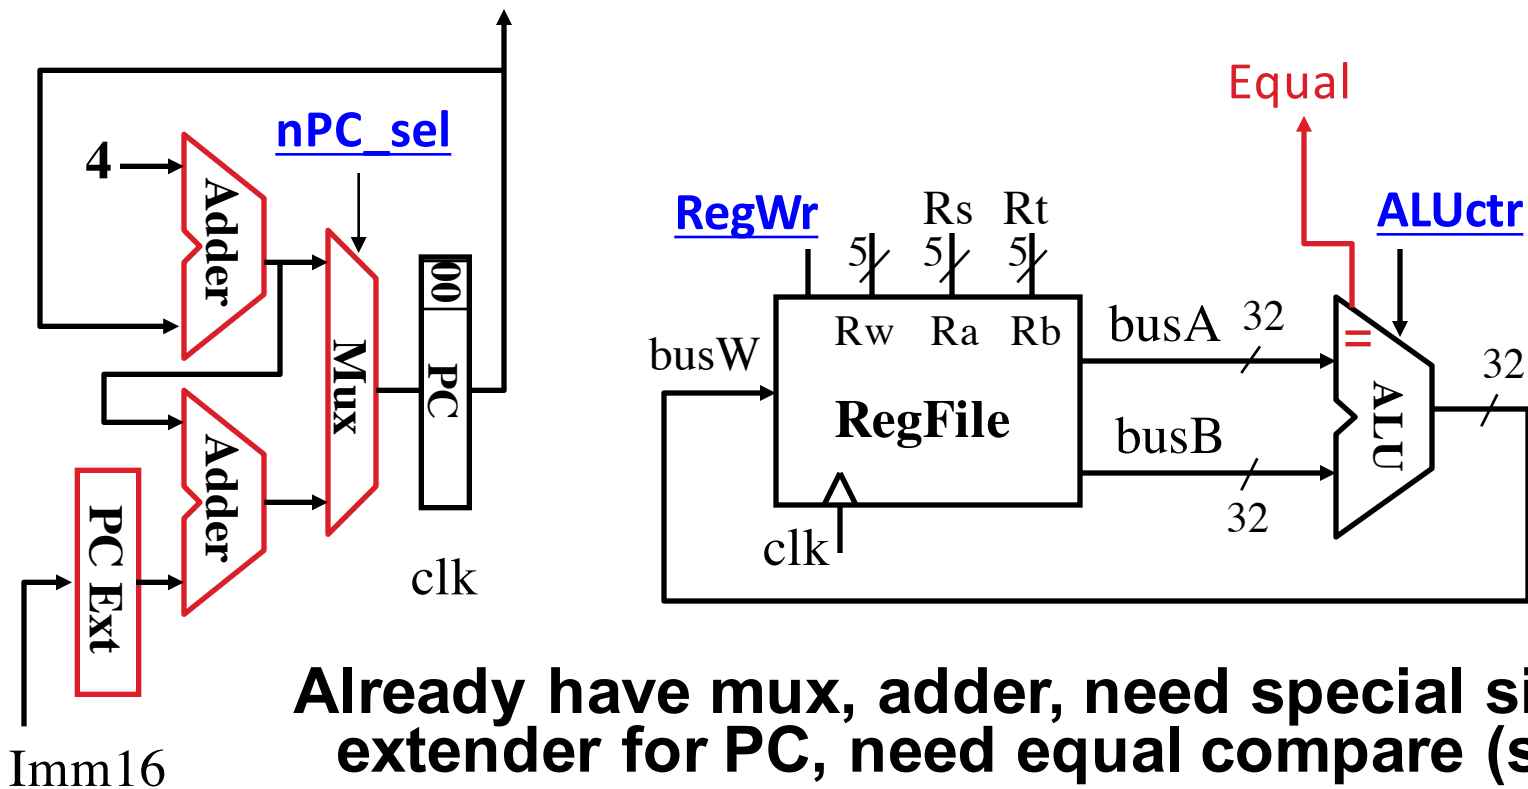 Equal
nPC_sel
4
Adder
RegWr
Rs Rt
ALUctr
5 5 5
00
Rw Ra Rb
busA 32
busW
Mux
PC
RegFile
= ALU
32
Adder
busB
32
PC Ext
clk
clk
Already have mux, adder, need special
extender for PC, need equal compare
Imm16